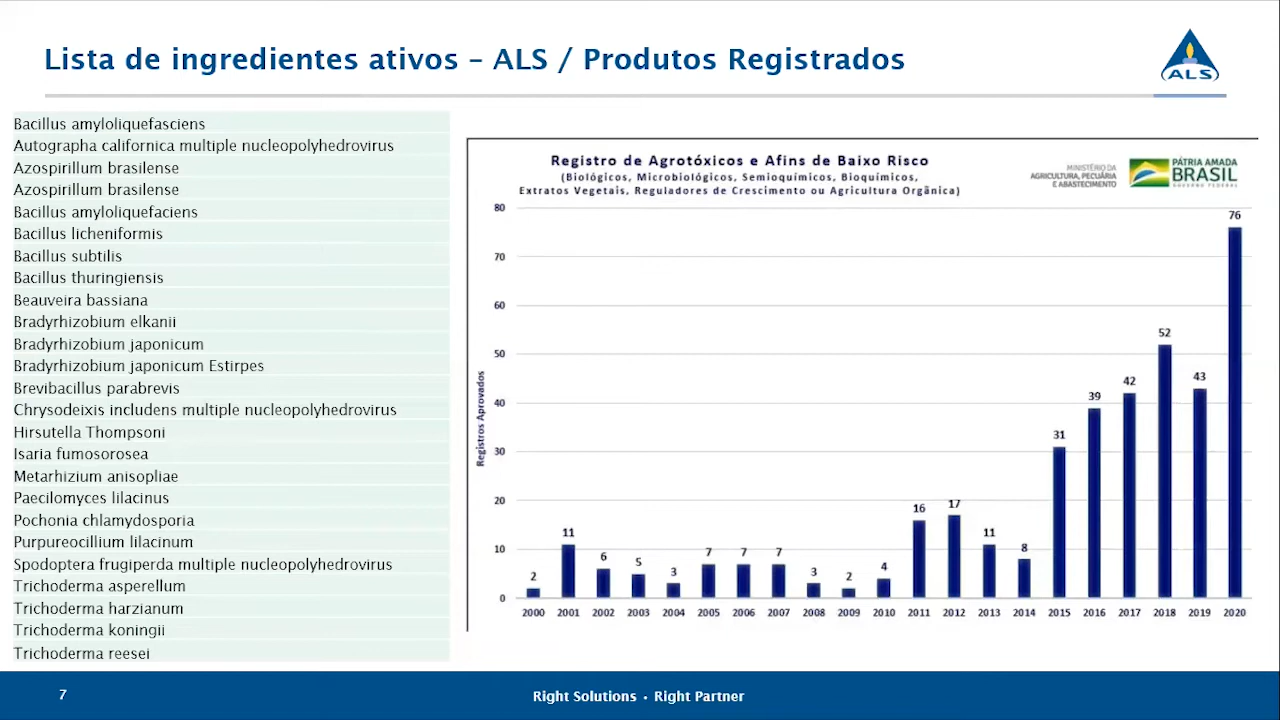 Lista de ingredientes ativos – ALS / Produtos Registrados
ALS
Bacillus amyloliquefasciens
Autographa californica multiple nucleopolyhedrovirus
Azospirillum brasilense
Azospirillum brasilense
Bacillus amyloliquefaciens
Bacillus licheniformis
Bacillus subtilis
Bacillus thuringiensis
Beauveira bassiana
Bradyrhizobium elkanii
Bradyrhizobium japonicum
Bradyrhizobium japonicum Estirpes
Brevibacillus parabrevis
Chrysodeixis includens multiple nucleopolyhedrovirus
Hirsutella Thompsoni
Isaria fumosorosea
Metarhizium anisopliae
Paecilomyces lilacinus
Pochonia chlamydosporia
Purpureocillium lilacinum
Spodoptera frugiperda multiple nucleopolyhedrovirus
Trichoderma asperellum
Trichoderma harzianum
Trichoderma koningii
Trichoderma reesei
Registro de Agrotóxicos e Afins de Baixo Risco
(Biológicos, Microbiológicos, Semioquímicos, Bioquímicos,
Extratos Vegetais, Reguladores de Crescimento ou Agricultura Orgânica)
MINISTÉRIO DA
AGRICULTURA, PECUÁRIA
E ABASTECIMENTO
PÁTRIA AMADA
BRASIL
GOVERNO FEDERAL
Registros Aprovados
80
70
60
50
40
30
20
10
0
2
11
6
5
3
7
7
7
3
2
4
16
17
11
8
31
39
42
52
43
76
2000 2001 2002 2003 2004 2005 2006 2007 2008 2009 2010 2011 2012 2013 2014 2015 2016 2017 2018 2019 2020
7
Right Solutions • Right Partner